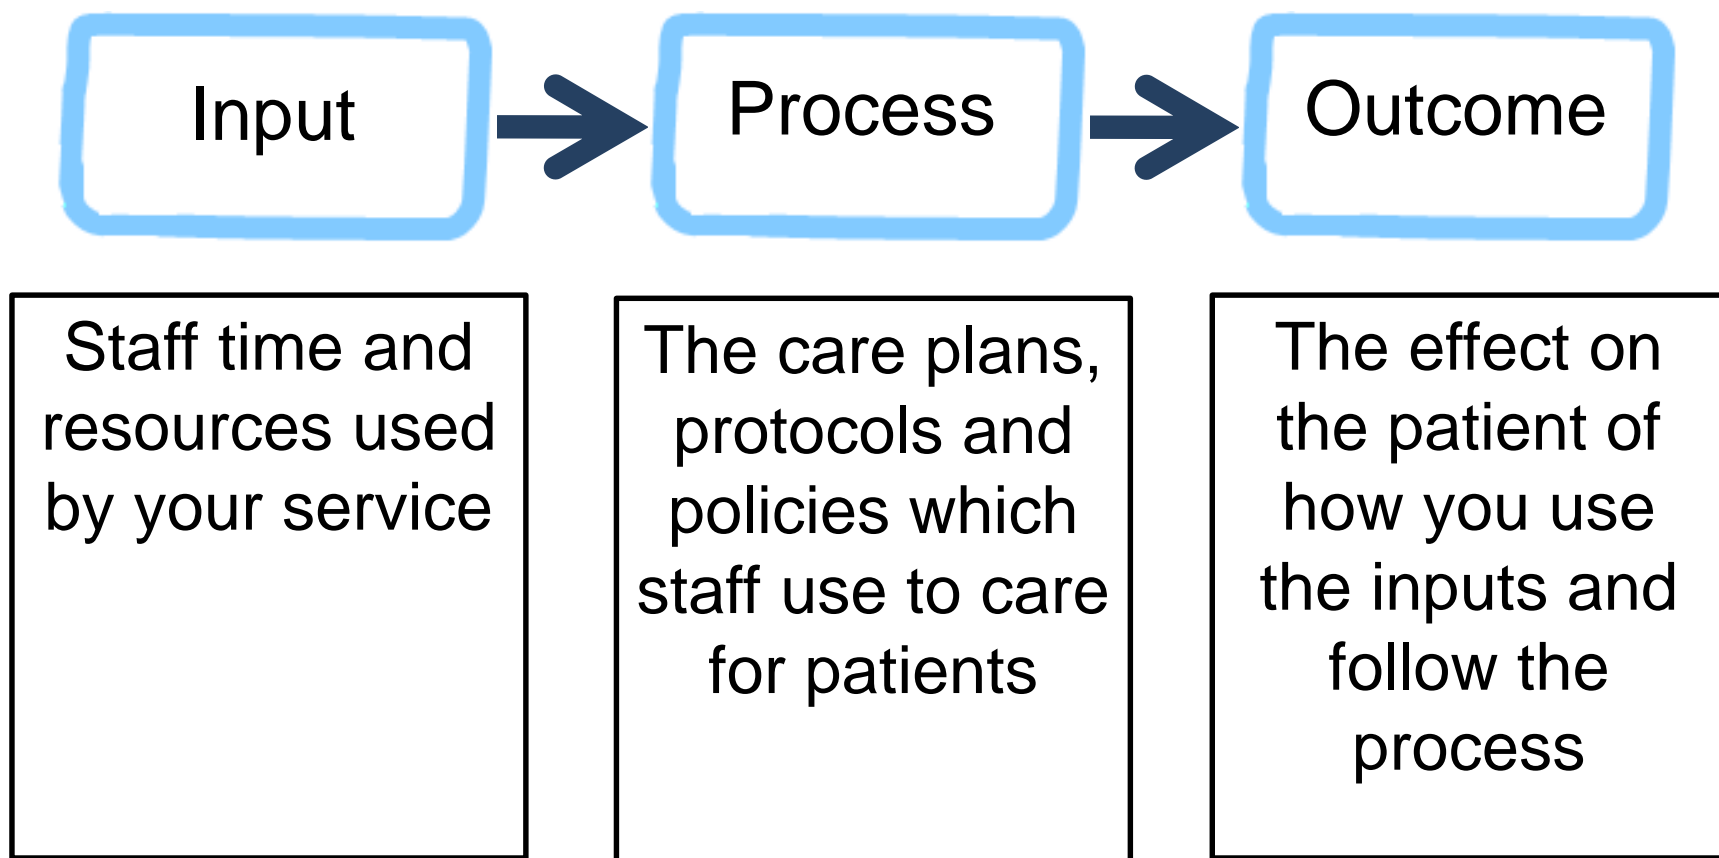 Input
Process
Outcome
Staff time and
resources used
by your service
The care plans,
protocols and
policies which
staff use to care
for patients
The effect on
the patient of
how you use
the inputs and
follow the
process